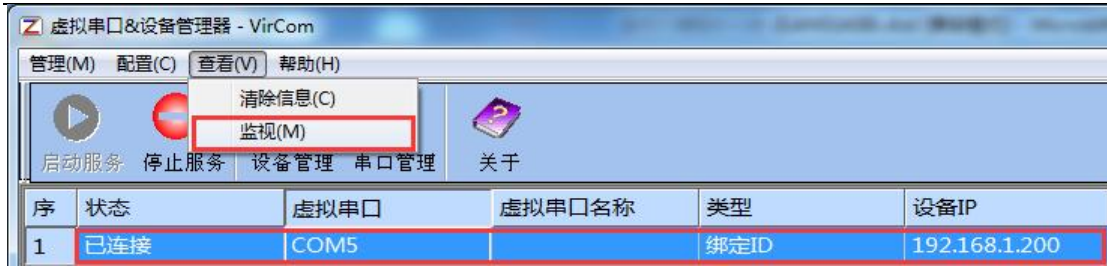 虚拟串口&设备管理器 - VirCom
管理(M) 配置(C) 查看(V) 帮助(H)
清除信息(C)
监视(M)
启动服务 停止服务 设备管理 串口管理 关于
序 状态 虚拟串口 虚拟串口名称 类型 设备IP
1 已连接 COM5 绑定ID 192.168.1.200